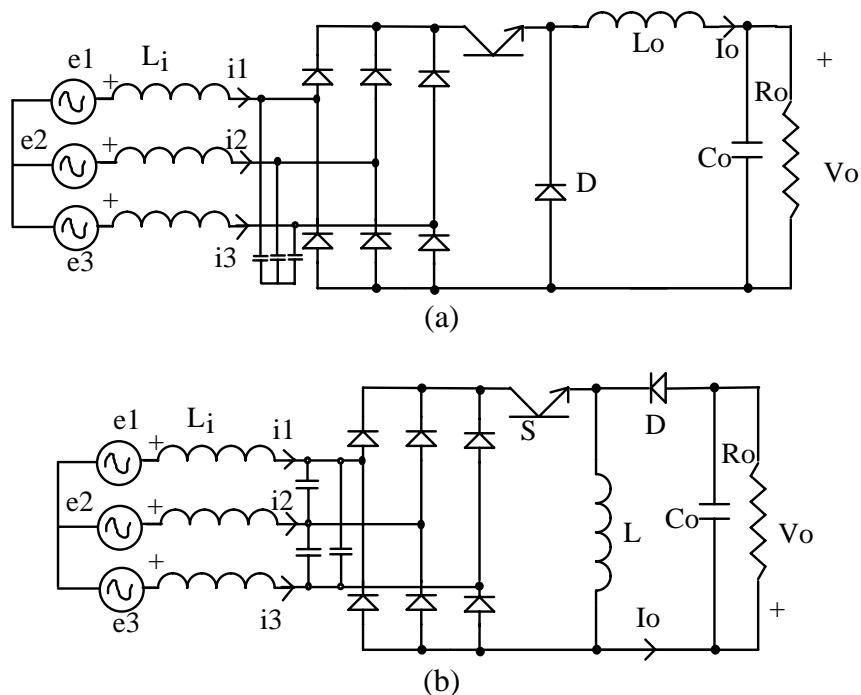 e1 + Li i1 Lo Io +
Ro
e2 + i2 Co
D Vo
+
e3 i3
(a)
e1 + Li i1 S D
Ro
e2 + i2 L Co Vo
+ +
e3 i3 Io
(b)